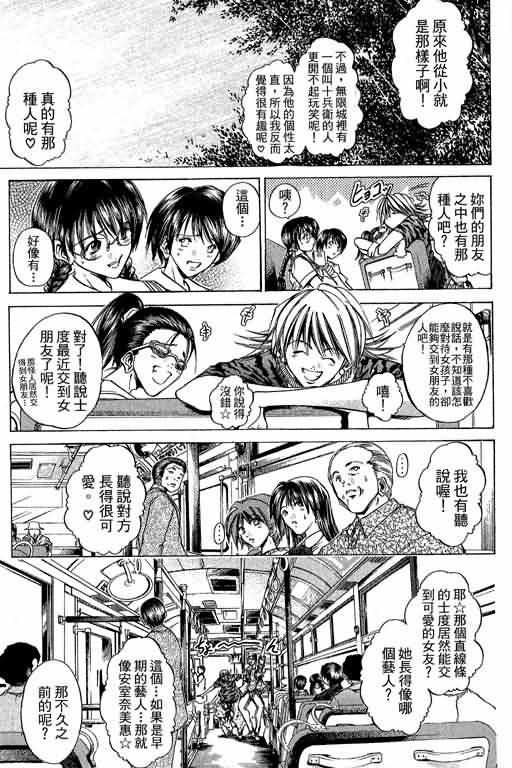 原來他從小就
是那樣子啊！
不過，無限城裡有
一個叫十兵衛的人
更開不起玩笑呢！
因為他的個性太
直，所以我反而
覺得很有趣呢♡
真的有那
種人呢♡
ピョコッ
妳們的朋友
之中也有那
種人吧？
咦？
這個…
好像有…
就是有那種不喜歡
說話，不知道該怎
麼對待女孩子，卻
能夠交到女朋友的
人吧！
嘻！
你說得
沒錯☆
對了！聽說士
度最近交到女
朋友了呢！
那怪人居然交
得到女朋友…
我也有聽
說喔！
…
…
聽說對方
長得很可
愛。♡
耶☆那個直線條
的士度居然能交
到可愛的女友？
她長得像哪
個藝人？
這個…如果是早
期的藝人…那就
像安室奈美惠☆
那不久之
前的呢？